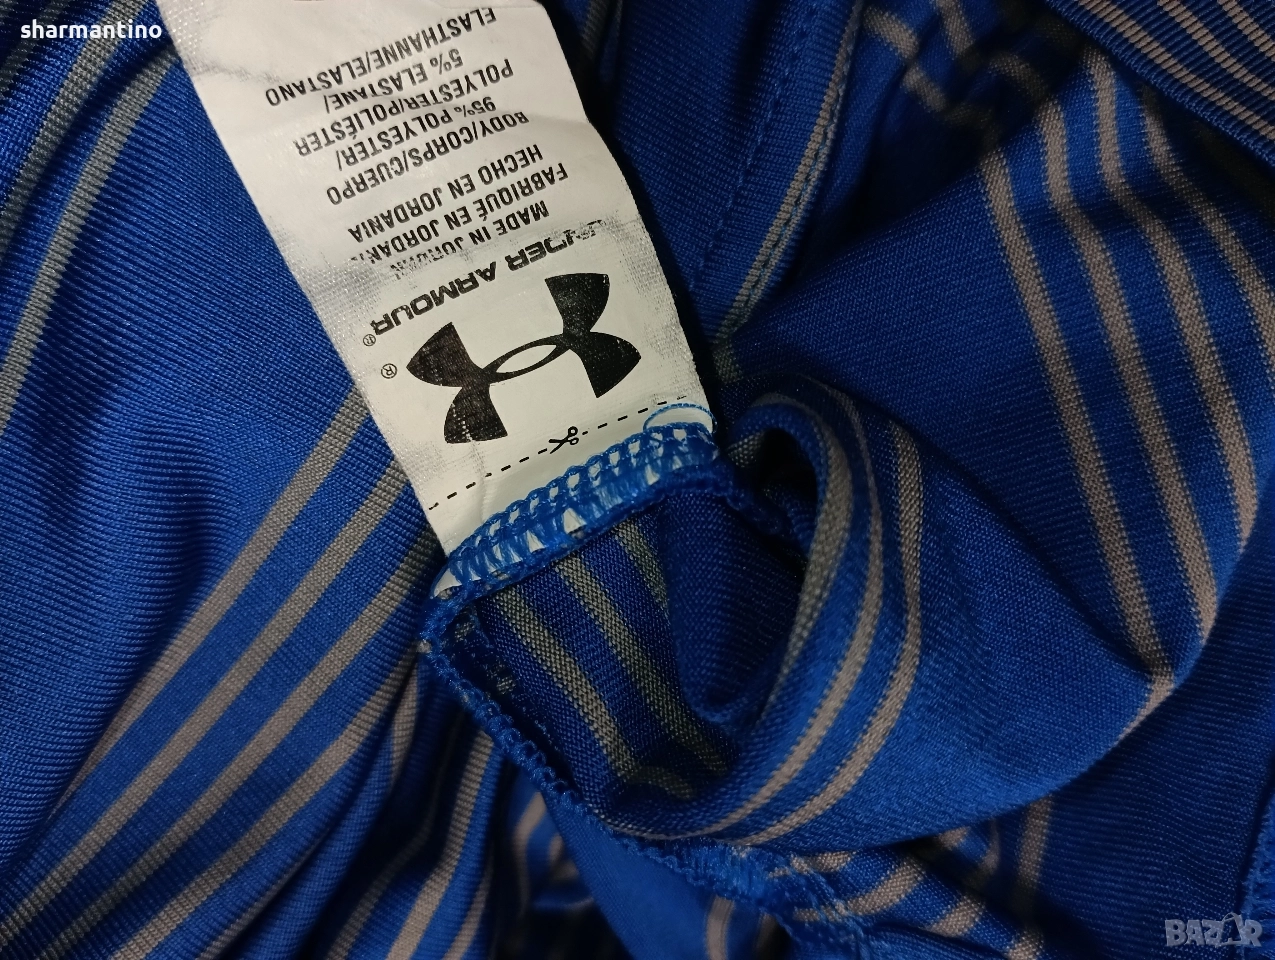 sharmantino
UNDER ARMOUR®
®
MADE IN JORDAN
FABRIQUÉ EN JORDANIE
HECHO EN JORDANIA
BODY/CORPS/CUERPO
95% POLYESTER/
POLYESTER/POLIÉSTER
5% ELASTANE/
ELASTHANNE/ELASTANO
BAZAR